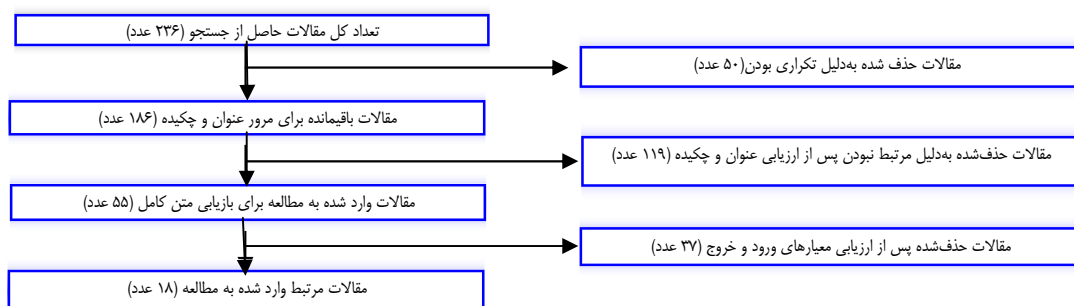 تعداد کل مقالات حاصل از جستجو (۲۳۶ عدد)
مقالات حذف شده به‌دلیل تکراری بودن(۵۰ عدد)
مقالات باقیمانده برای مرور عنوان و چکیده (۱۸۶ عدد)
مقالات حذف‌شده به‌دلیل مرتبط نبودن پس از ارزیابی عنوان و چکیده (۱۱۹ عدد)
مقالات وارد شده به مطالعه برای بازیابی متن کامل (۵۵ عدد)
مقالات حذف‌شده پس از ارزیابی معیارهای ورود و خروج (۳۷ عدد)
مقالات مرتبط وارد شده به مطالعه (۱۸ عدد)